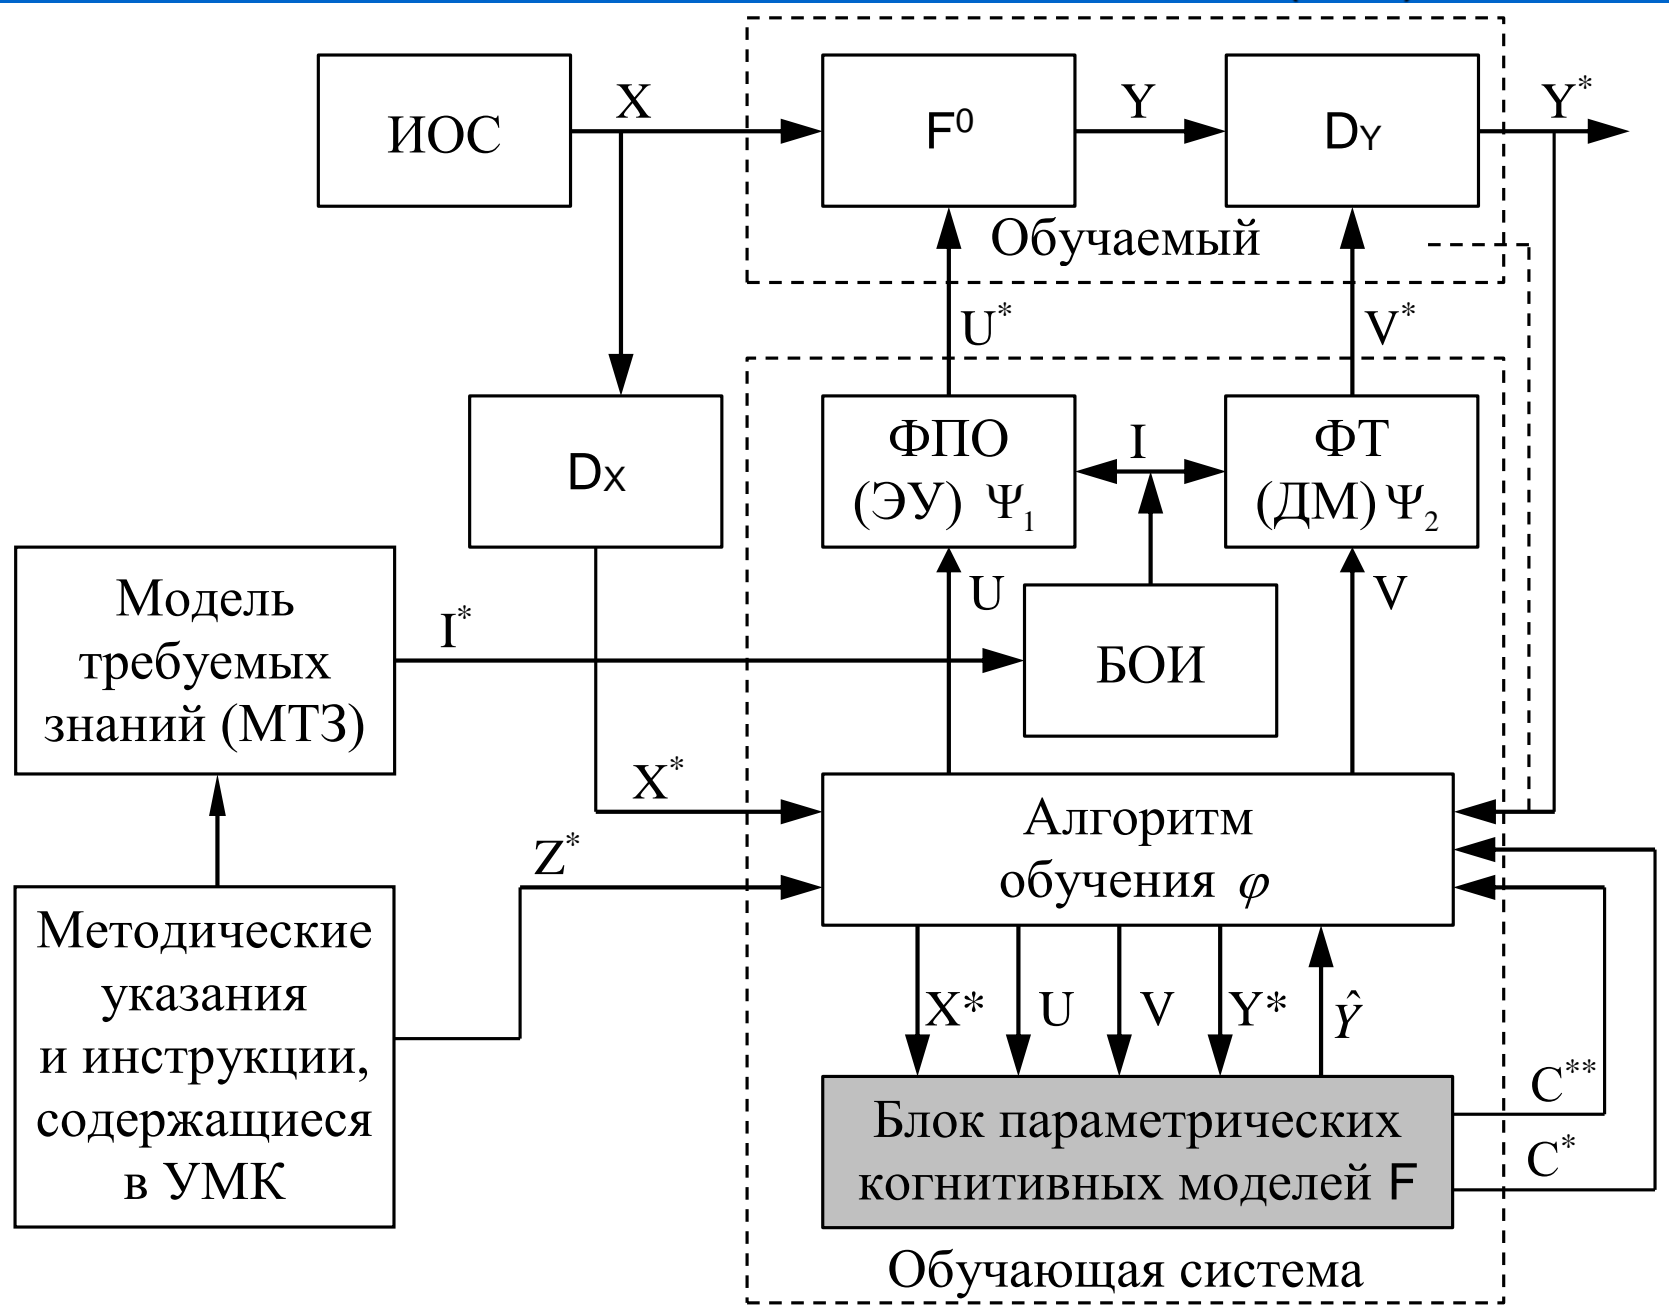 ИОС
X
F⁰
Y
DY
Y*
Обучаемый
U*
V*
DX
ФПО
(ЭУ) Ψ₁
I
ФТ
(ДМ) Ψ₂
Модель
требуемых
знаний (МТЗ)
I*
U
V
БОИ
X*
Z*
Алгоритм
обучения φ
Методические
указания
и инструкции,
содержащиеся
в УМК
X*
U
V
Y*
Ŷ
C**
C*
Блок параметрических
когнитивных моделей F
Обучающая система